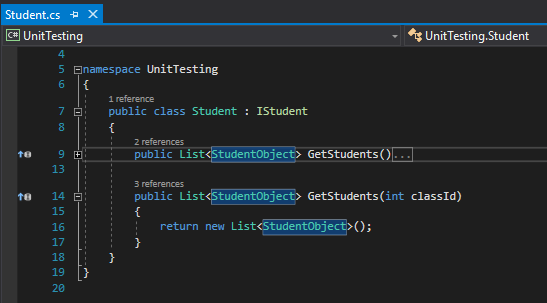 Student.cs
C# UnitTesting UnitTesting.Student
4
5 namespace UnitTesting
6 {
1 reference
7 public class Student : IStudent
8 {
2 references
9 public List<StudentObject> GetStudents()...
13
3 references
14 public List<StudentObject> GetStudents(int classId)
15 {
16 return new List<StudentObject>();
17 }
18 }
19 }
20